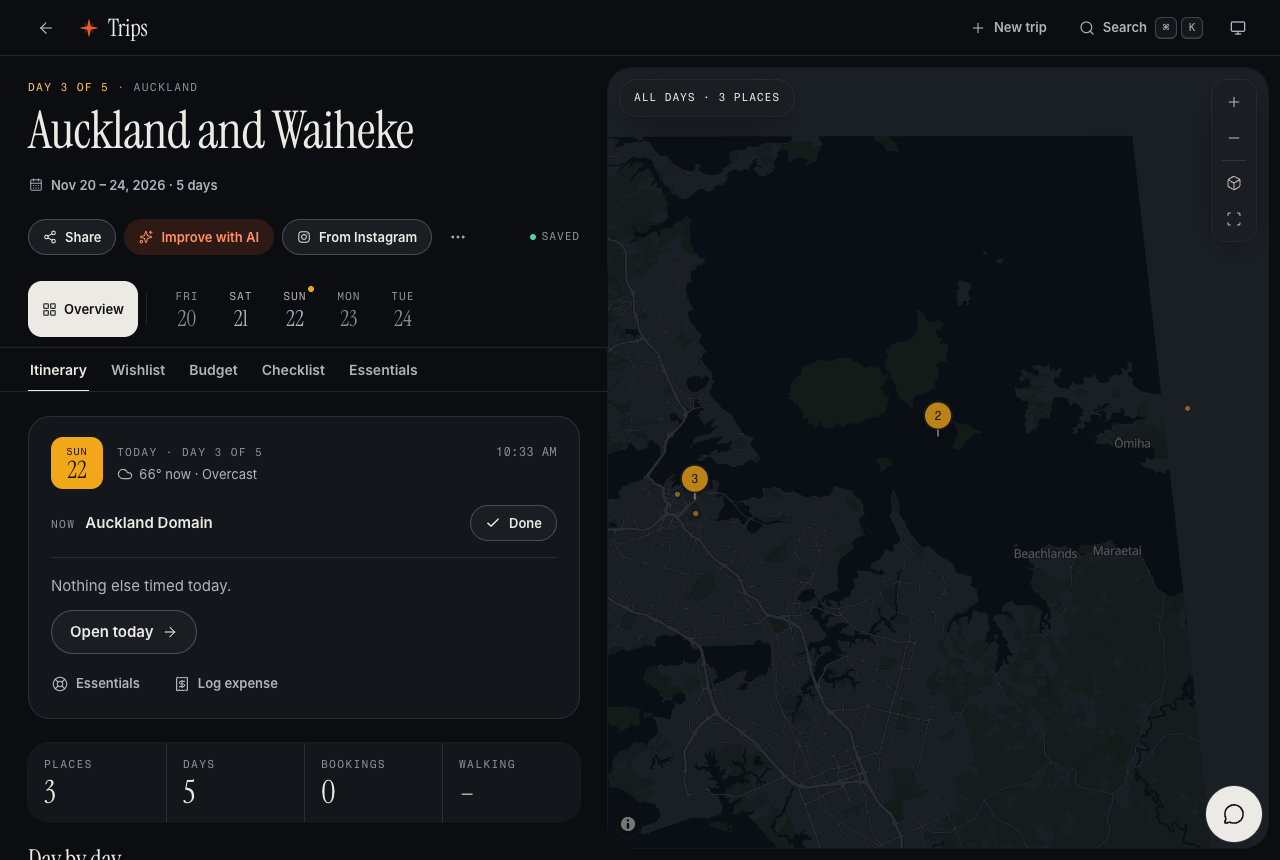 Trips
New trip
Search ⌘ K
DAY 3 OF 5 · AUCKLAND
Auckland and Waiheke
Nov 20 – 24, 2026 · 5 days
Share
Improve with AI
From Instagram
SAVED
Overview
FRI 20
SAT 21
SUN 22
MON 23
TUE 24
Itinerary
Wishlist
Budget
Checklist
Essentials
SUN 22
TODAY · DAY 3 OF 5
10:33 AM
66° now · Overcast
NOW Auckland Domain
Done
Nothing else timed today.
Open today
Essentials
Log expense
PLACES 3
DAYS 5
BOOKINGS 0
WALKING –
Day by day
ALL DAYS · 3 PLACES
2
3
Ōmiha
Beachlands
Maraetai